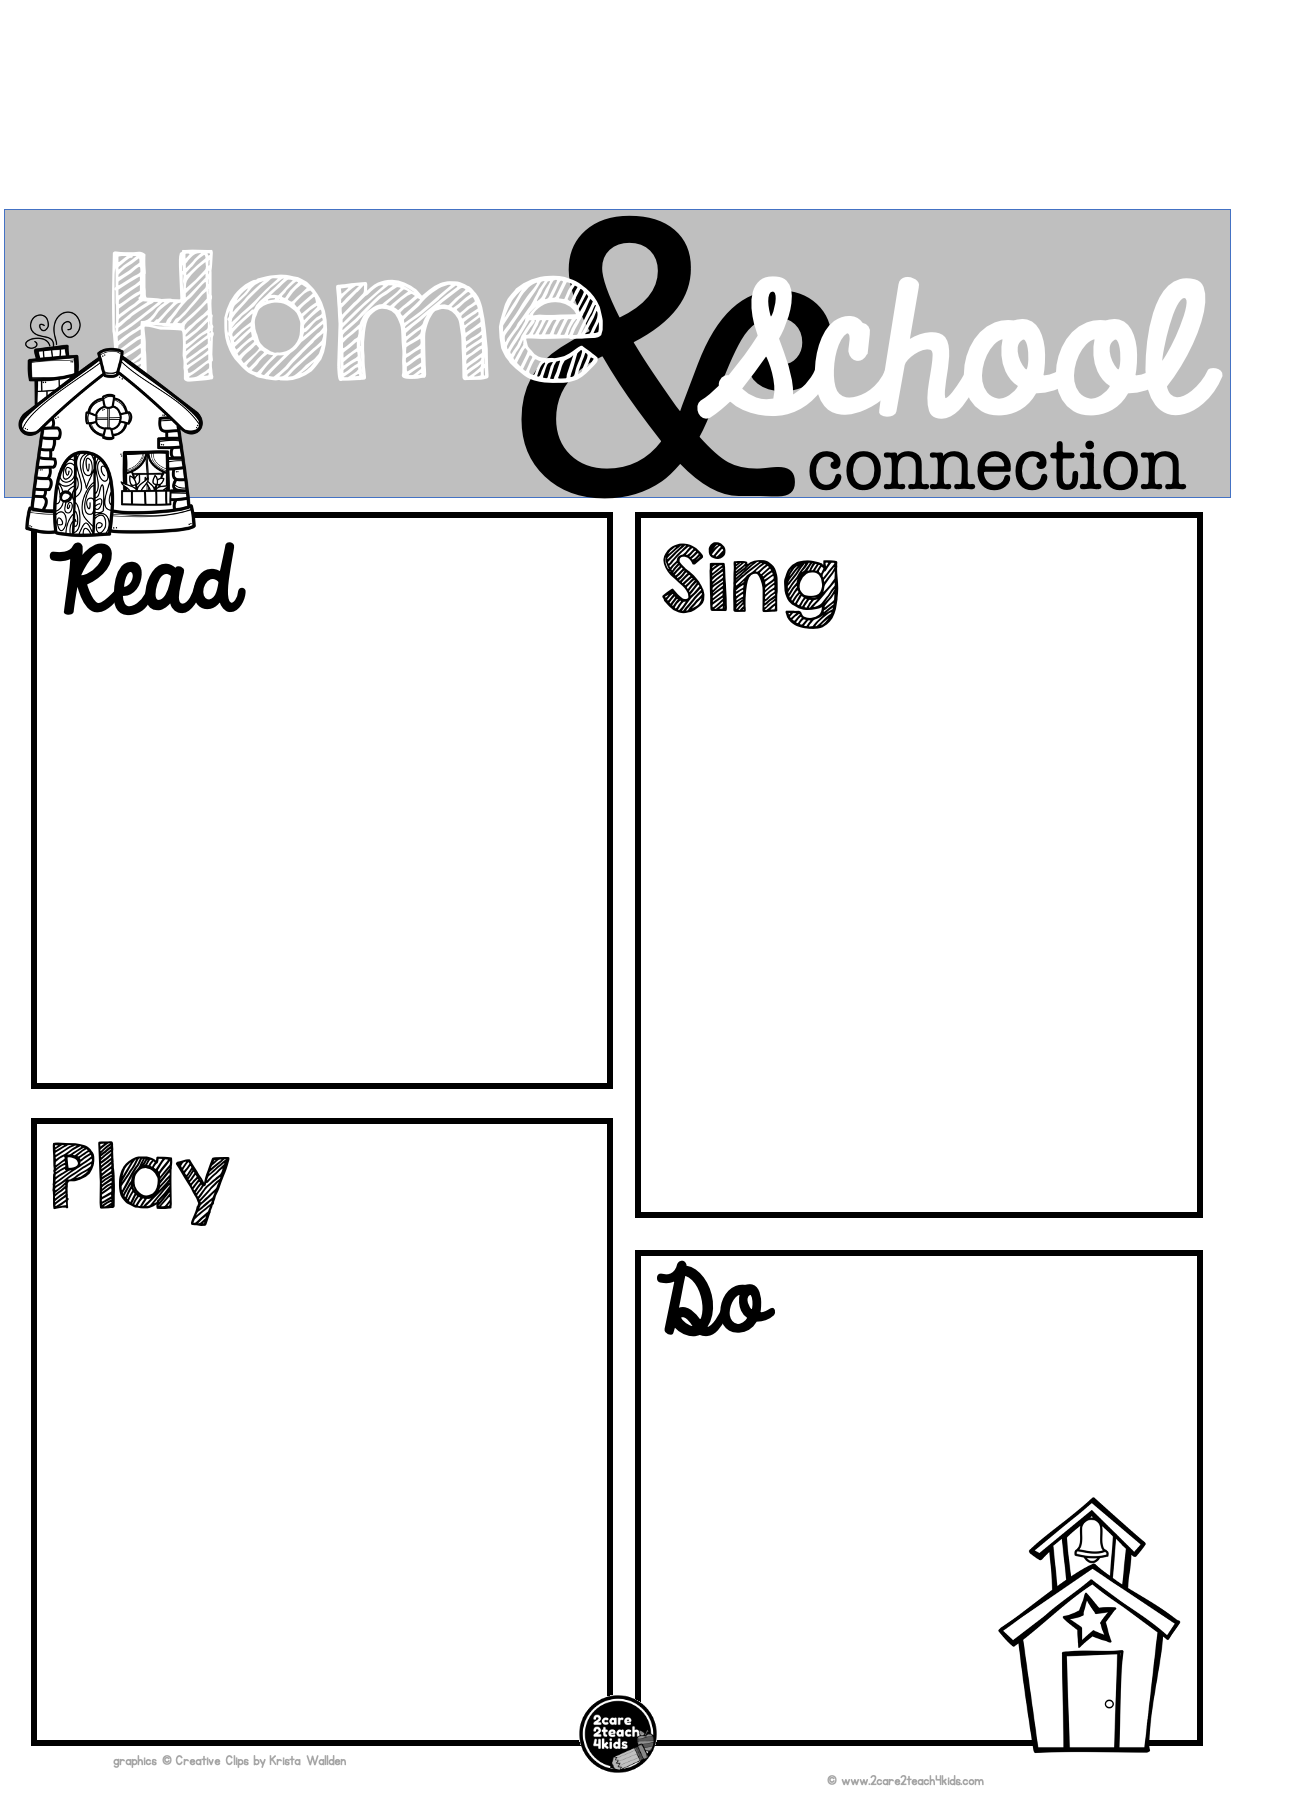 Home & School
connection
Read
Sing
Play
Do
2care
2teach
4kids
graphics © Creative Clips by Krista Wallden
© www.2care2teach4kids.com